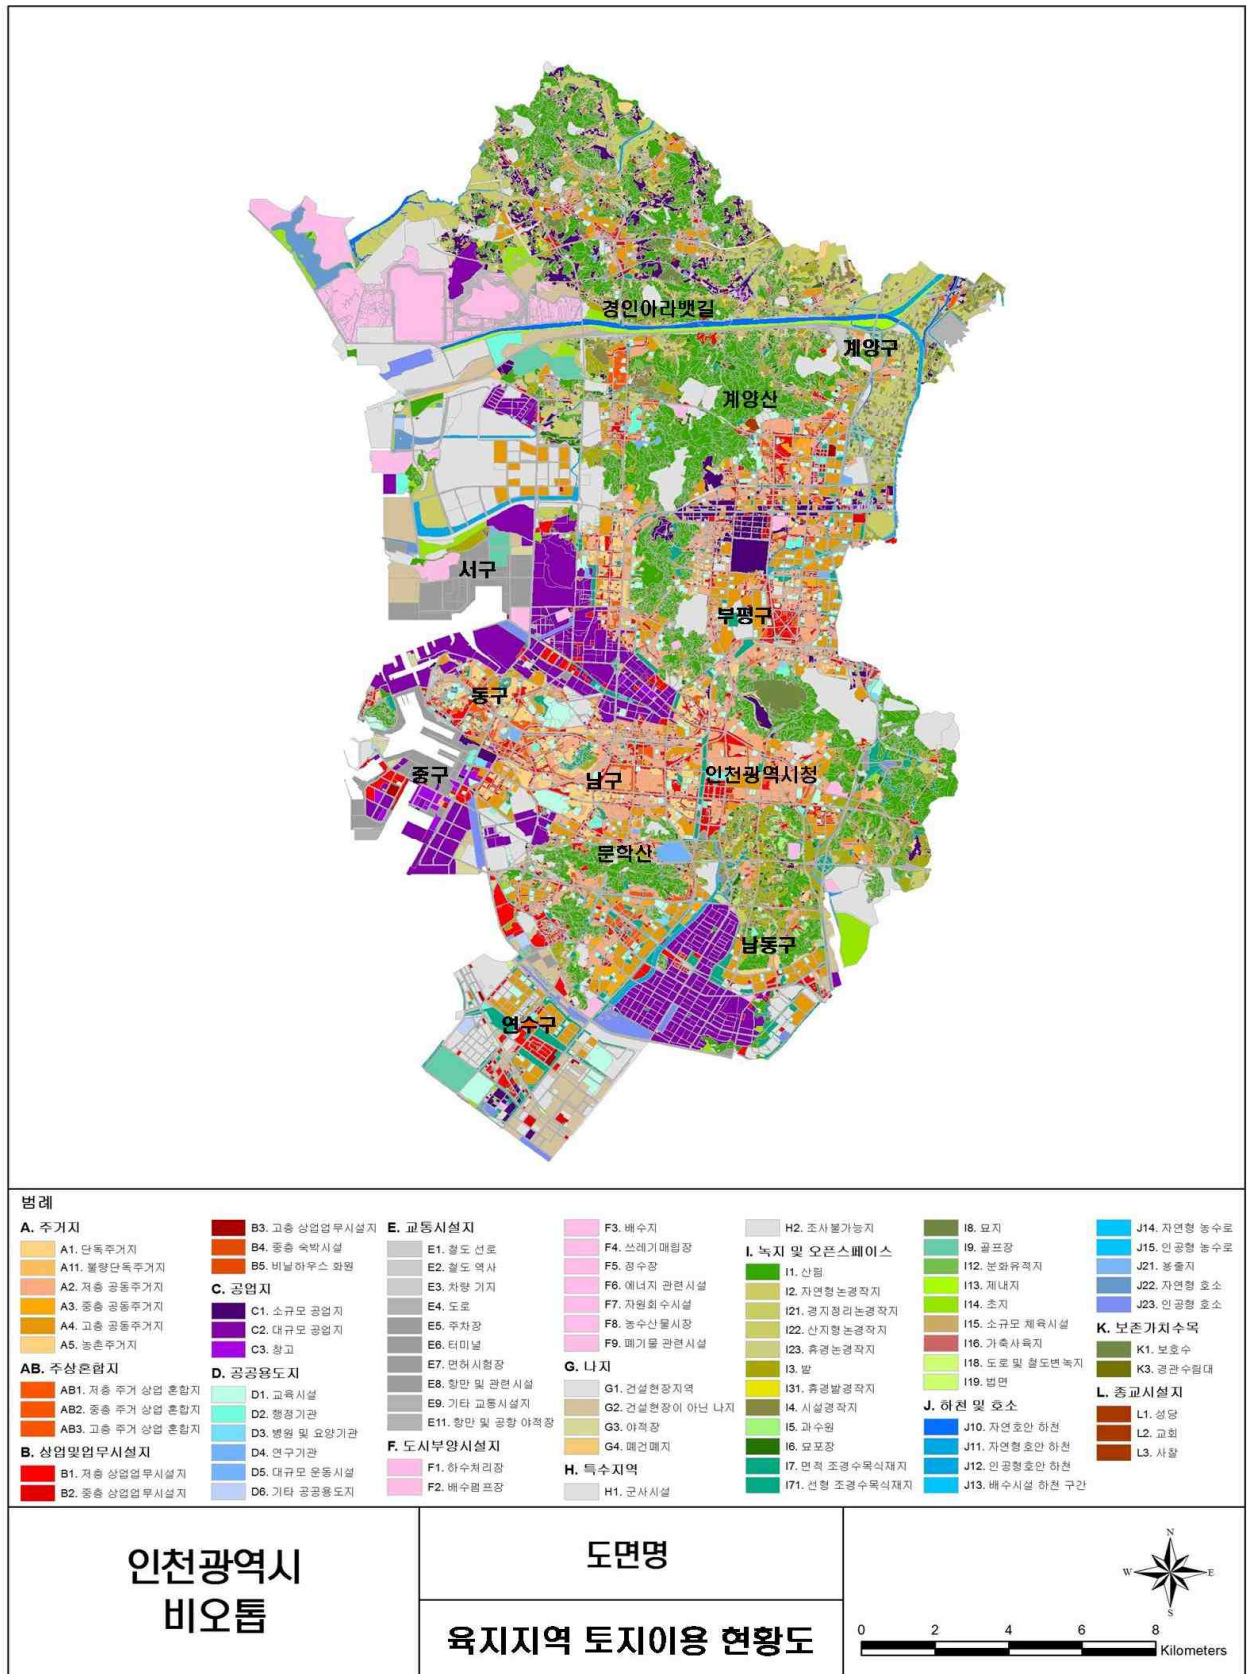 경인아라뱃길
계양구
계양산
서구
부평구
동구
중구
남구
인천광역시청
문학산
남동구
연수구
범례
A. 주거지
A1. 단독주거지
A11. 불량단독주거지
A2. 저층 공동주거지
A3. 중층 공동주거지
A4. 고층 공동주거지
A5. 농촌주거지
AB. 주상혼합지
AB1. 저층 주거 상업 혼합지
AB2. 중층 주거 상업 혼합지
AB3. 고층 주거 상업 혼합지
B. 상업및업무시설지
B1. 저층 상업업무시설지
B2. 중층 상업업무시설지
B3. 고층 상업업무시설지
B4. 중층 숙박시설
B5. 비닐하우스 화원
C. 공업지
C1. 소규모 공업지
C2. 대규모 공업지
C3. 창고
D. 공공용도지
D1. 교육시설
D2. 행정기관
D3. 병원 및 요양기관
D4. 연구기관
D5. 대규모 운동시설
D6. 기타 공공용도지
E. 교통시설지
E1. 철도 선로
E2. 철도 역사
E3. 차량 기지
E4. 도로
E5. 주차장
E6. 터미널
E7. 면허시험장
E8. 항만 및 관련시설
E9. 기타 교통시설지
E11. 항만 및 공항 야적장
F. 도시부양시설지
F1. 하수처리장
F2. 배수펌프장
F3. 배수지
F4. 쓰레기매립장
F5. 정수장
F6. 에너지 관련시설
F7. 자원회수시설
F8. 농수산물시장
F9. 폐기물 관련시설
G. 나지
G1. 건설현장지역
G2. 건설현장이 아닌 나지
G3. 야적장
G4. 폐건폐지
H. 특수지역
H1. 군사시설
H2. 조사불가능지
I. 녹지 및 오픈스페이스
I1. 산림
I2. 자연형논경작지
I21. 경지정리논경작지
I22. 산지형논경작지
I23. 휴경논경작지
I3. 밭
I31. 휴경밭경작지
I4. 시설경작지
I5. 과수원
I6. 묘포장
I7. 면적 조경수목식재지
I71. 선형 조경수목식재지
I8. 묘지
I9. 골프장
I12. 문화유적지
I13. 제내지
I14. 초지
I15. 소규모 체육시설
I16. 가축사육지
I18. 도로 및 철도변녹지
I19. 법면
J. 하천 및 호소
J10. 자연호안 하천
J11. 자연형호안 하천
J12. 인공형호안 하천
J13. 배수시설 하천 구간
J14. 자연형 농수로
J15. 인공형 농수로
J21. 용출지
J22. 자연형 호소
J23. 인공형 호소
K. 보존가치수목
K1. 보호수
K3. 경관수림대
L. 종교시설지
L1. 성당
L2. 교회
L3. 사찰
인천광역시
비오톱
도면명
육지지역 토지이용 현황도
N
W E
S
0 2 4 6 8
Kilometers